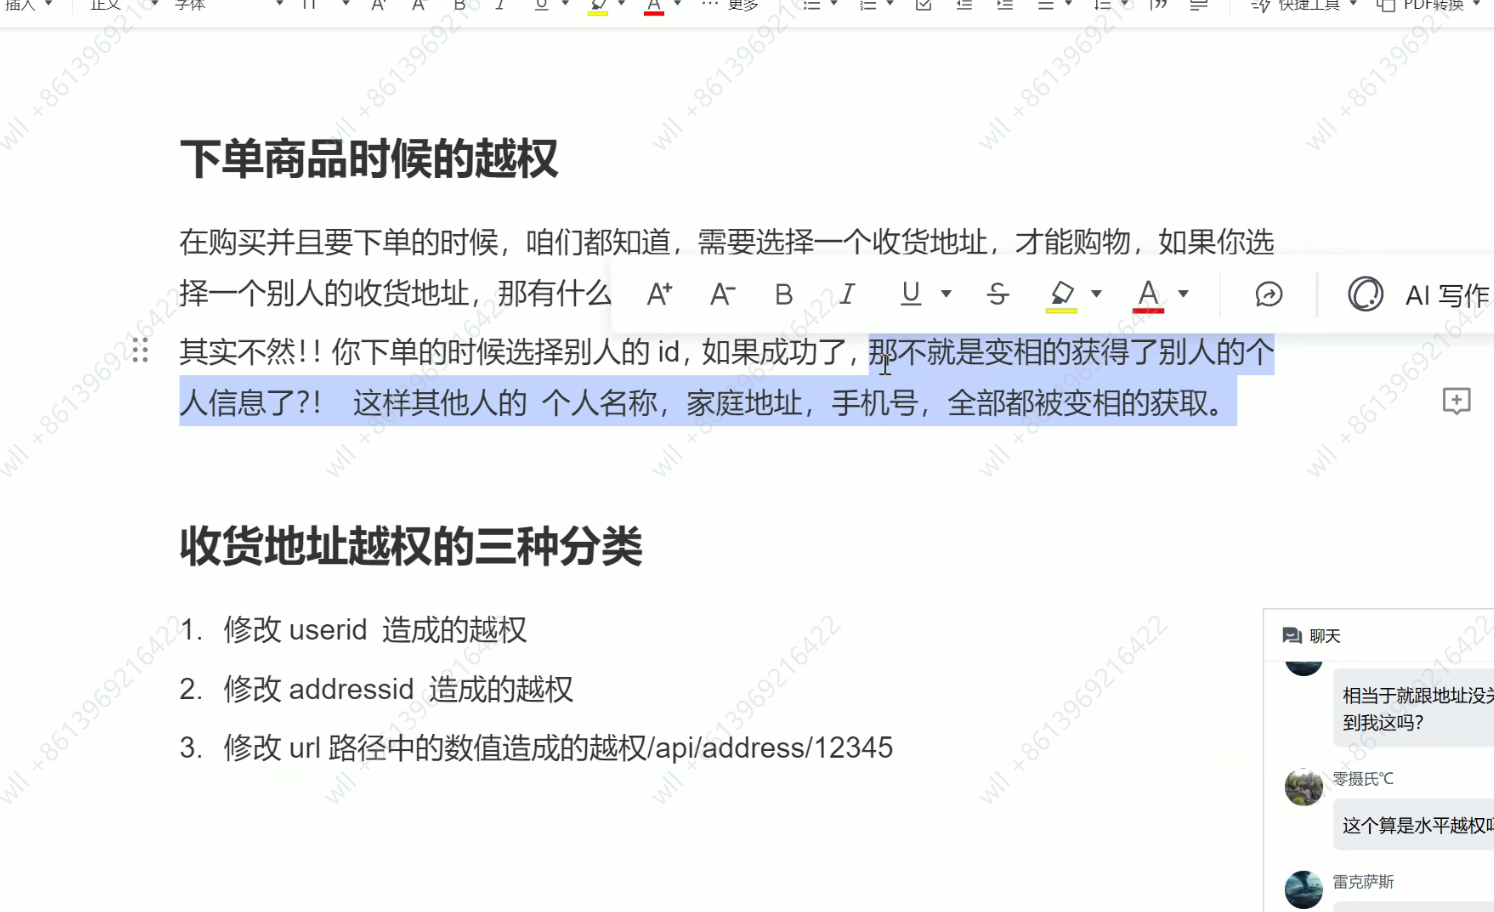 插入 正文 字体 11 A⁺ A⁻ B I U A ··· 更多 快捷工具 PDF转换
下单商品时候的越权
在购买并且要下单的时候，咱们都知道，需要选择一个收货地址，才能购物，如果你选
择一个别人的收货地址，那有什么
A⁺ A⁻ B I U S A AI 写作
其实不然！！你下单的时候选择别人的 id，如果成功了，那不就是变相的获得了别人的个
人信息了？！ 这样其他人的 个人名称，家庭地址，手机号，全部都被变相的获取。
收货地址越权的三种分类
1. 修改 userid 造成的越权
2. 修改 addressid 造成的越权
3. 修改 url 路径中的数值造成的越权/api/address/12345
聊天
相当于就跟地址没关
到我这吗?
零摄氏℃
这个算是水平越权吗
雷克萨斯
wll +8613969216422